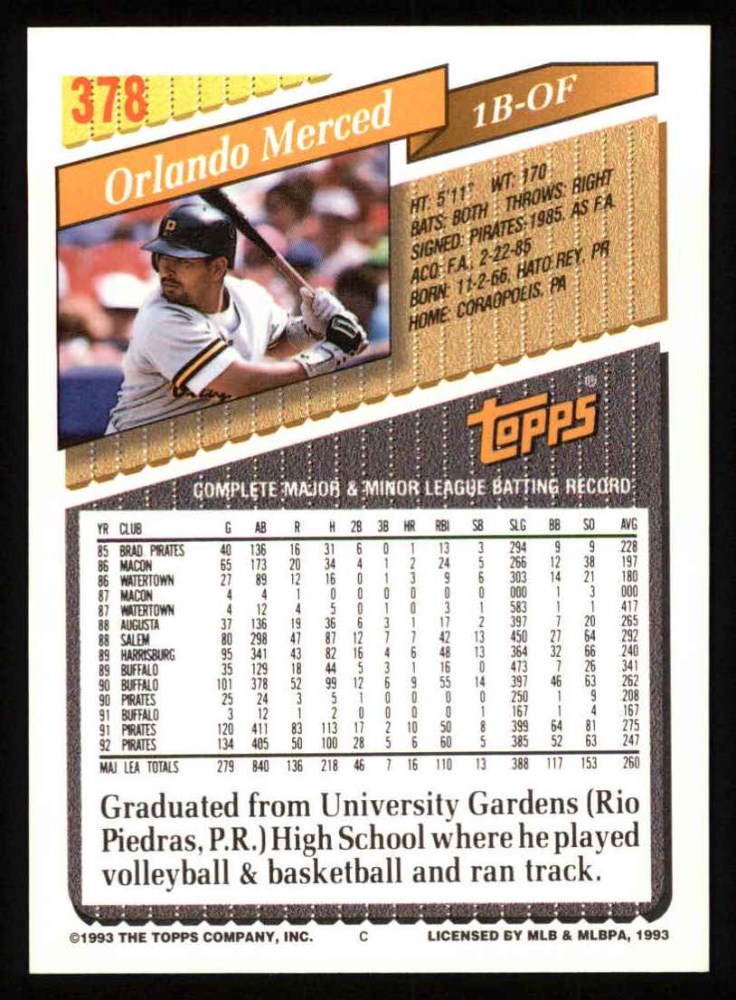 378
Orlando Merced
1B-OF
HT: 5'11" WT: 170
BATS: BOTH THROWS: RIGHT
SIGNED: PIRATES-1985, AS F.A.
ACQ: F.A., 2-22-85
BORN: 11-2-66, HATO REY, PR
HOME: CORAOPOLIS, PA
P
TOPPS®
COMPLETE MAJOR & MINOR LEAGUE BATTING RECORD
YR CLUB G AB R H 2B 3B HR RBI SB SLG BB SO AVG
85 BRAD PIRATES 40 136 16 31 6 0 1 13 3 294 9 9 228
86 MACON 65 173 20 34 4 1 2 24 5 266 12 38 197
86 WATERTOWN 27 89 12 16 0 1 3 9 6 303 14 21 180
87 MACON 4 4 1 0 0 0 0 0 0 000 1 3 000
87 WATERTOWN 4 12 4 5 0 1 0 3 1 583 1 1 417
88 AUGUSTA 37 136 19 36 6 3 1 17 2 397 7 20 265
88 SALEM 80 298 47 87 12 7 7 42 13 450 27 64 292
89 HARRISBURG 95 341 43 82 16 4 6 48 13 364 32 66 240
89 BUFFALO 35 129 18 44 5 3 1 16 0 473 7 26 341
90 BUFFALO 101 378 52 99 12 6 9 55 14 397 46 63 262
90 PIRATES 25 24 3 5 1 0 0 0 0 250 1 9 208
91 BUFFALO 3 12 1 2 0 0 0 0 1 167 1 4 167
91 PIRATES 120 411 83 113 17 2 10 50 8 399 64 81 275
92 PIRATES 134 405 50 100 28 5 6 60 5 385 52 63 247
MAJ. LEA. TOTALS 279 840 136 218 46 7 16 110 13 388 117 153 260
Graduated from University Gardens (Rio
Piedras, P.R.) High School where he played
volleyball & basketball and ran track.
©1993 THE TOPPS COMPANY, INC. C LICENSED BY MLB & MLBPA, 1993